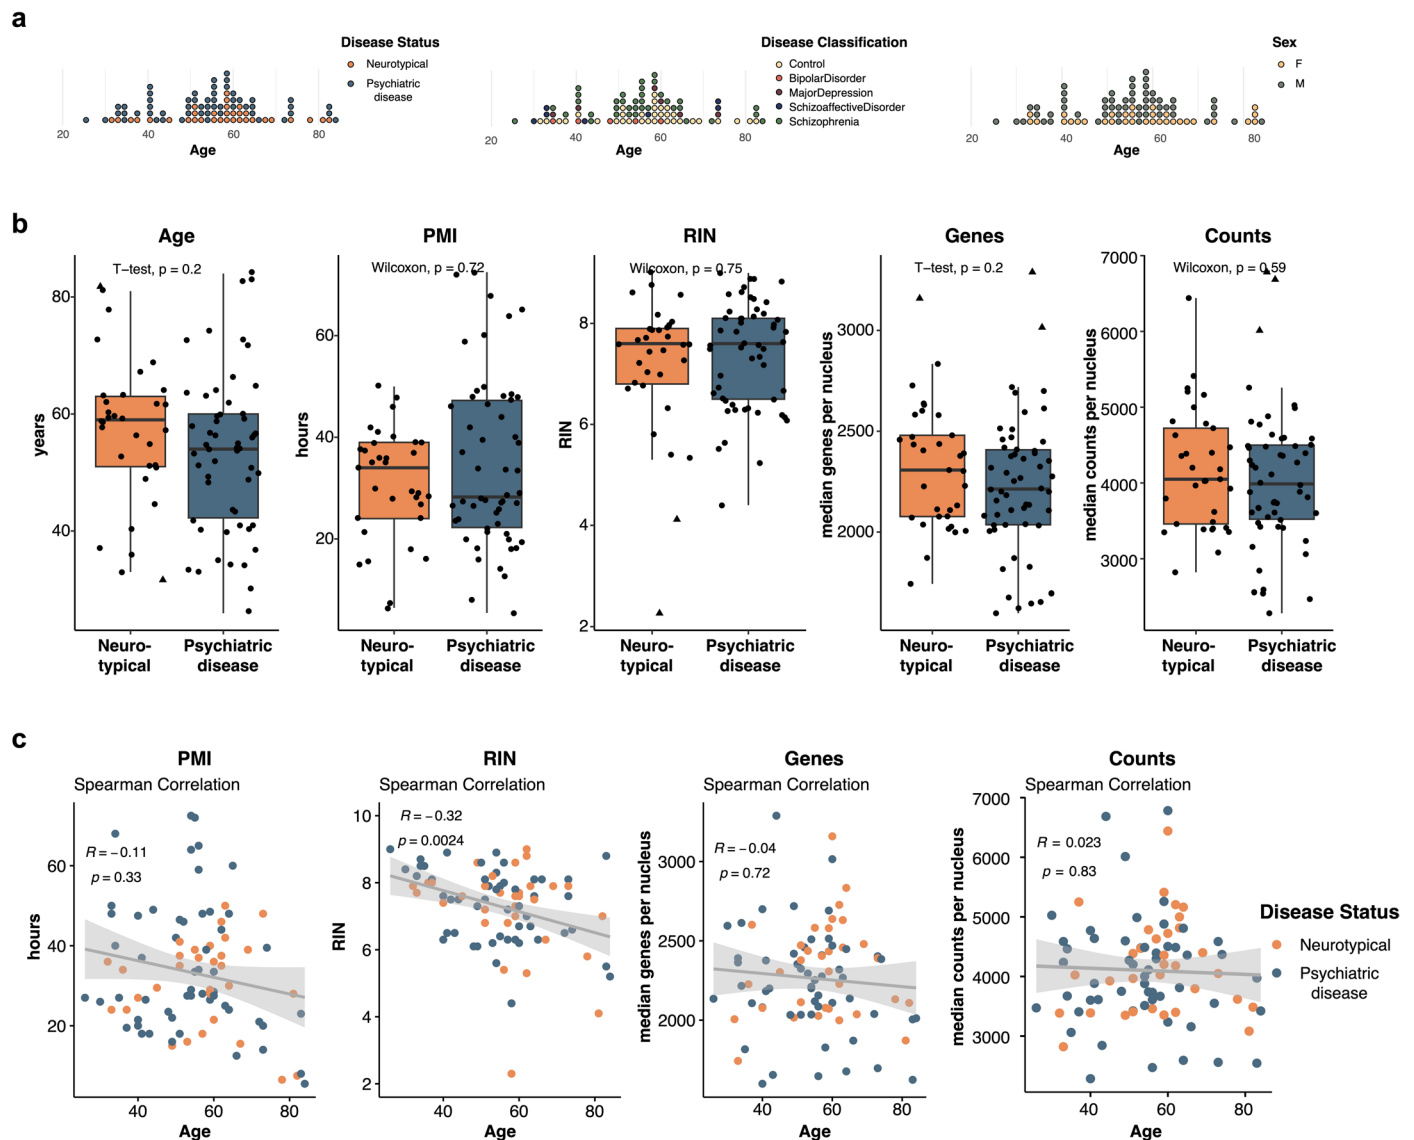 a
Disease Status
Neurotypical
Psychiatric
disease
20
40
60
80
Age
Disease Classification
Control
BipolarDisorder
MajorDepression
SchizoaffectiveDisorder
Schizophrenia
20
40
60
80
Age
Sex
F
M
20
40
60
80
Age
b
Age
T-test, p = 0.2
years
80
60
40
Neuro-
typical
Psychiatric
disease
PMI
Wilcoxon, p = 0.72
hours
60
40
20
Neuro-
typical
Psychiatric
disease
RIN
Wilcoxon, p = 0.75
RIN
8
6
4
2
Neuro-
typical
Psychiatric
disease
Genes
T-test, p = 0.2
median genes per nucleus
3000
2500
2000
Neuro-
typical
Psychiatric
disease
Counts
Wilcoxon, p = 0.59
median counts per nucleus
7000
6000
5000
4000
3000
Neuro-
typical
Psychiatric
disease
c
PMI
Spearman Correlation
R = −0.11
p = 0.33
hours
60
40
20
40
60
80
Age
RIN
Spearman Correlation
R = −0.32
p = 0.0024
RIN
10
8
6
4
2
40
60
80
Age
Genes
Spearman Correlation
R = −0.04
p = 0.72
median genes per nucleus
3000
2500
2000
40
60
80
Age
Counts
Spearman Correlation
R = 0.023
p = 0.83
median counts per nucleus
7000
6000
5000
4000
3000
40
60
80
Age
Disease Status
Neurotypical
Psychiatric
disease